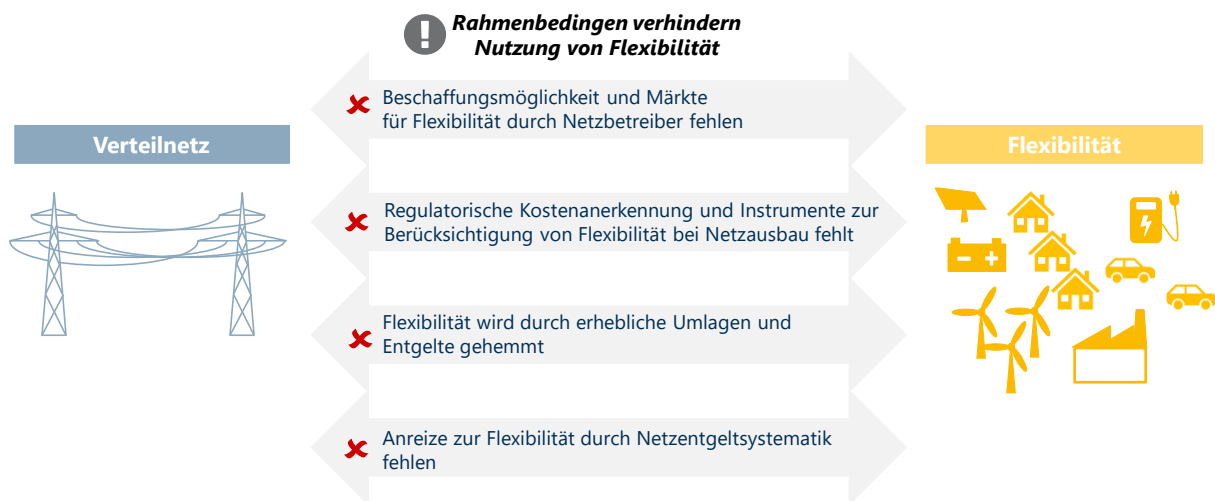 Rahmenbedingen verhindern
Nutzung von Flexibilität
Beschaffungsmöglichkeit und Märkte
für Flexibilität durch Netzbetreiber fehlen
Verteilnetz
Flexibilität
Regulatorische Kostenanerkennung und Instrumente zur
Berücksichtigung von Flexibilität bei Netzausbau fehlt
Flexibilität wird durch erhebliche Umlagen und
Entgelte gehemmt
Anreize zur Flexibilität durch Netzentgeltsystematik
fehlen